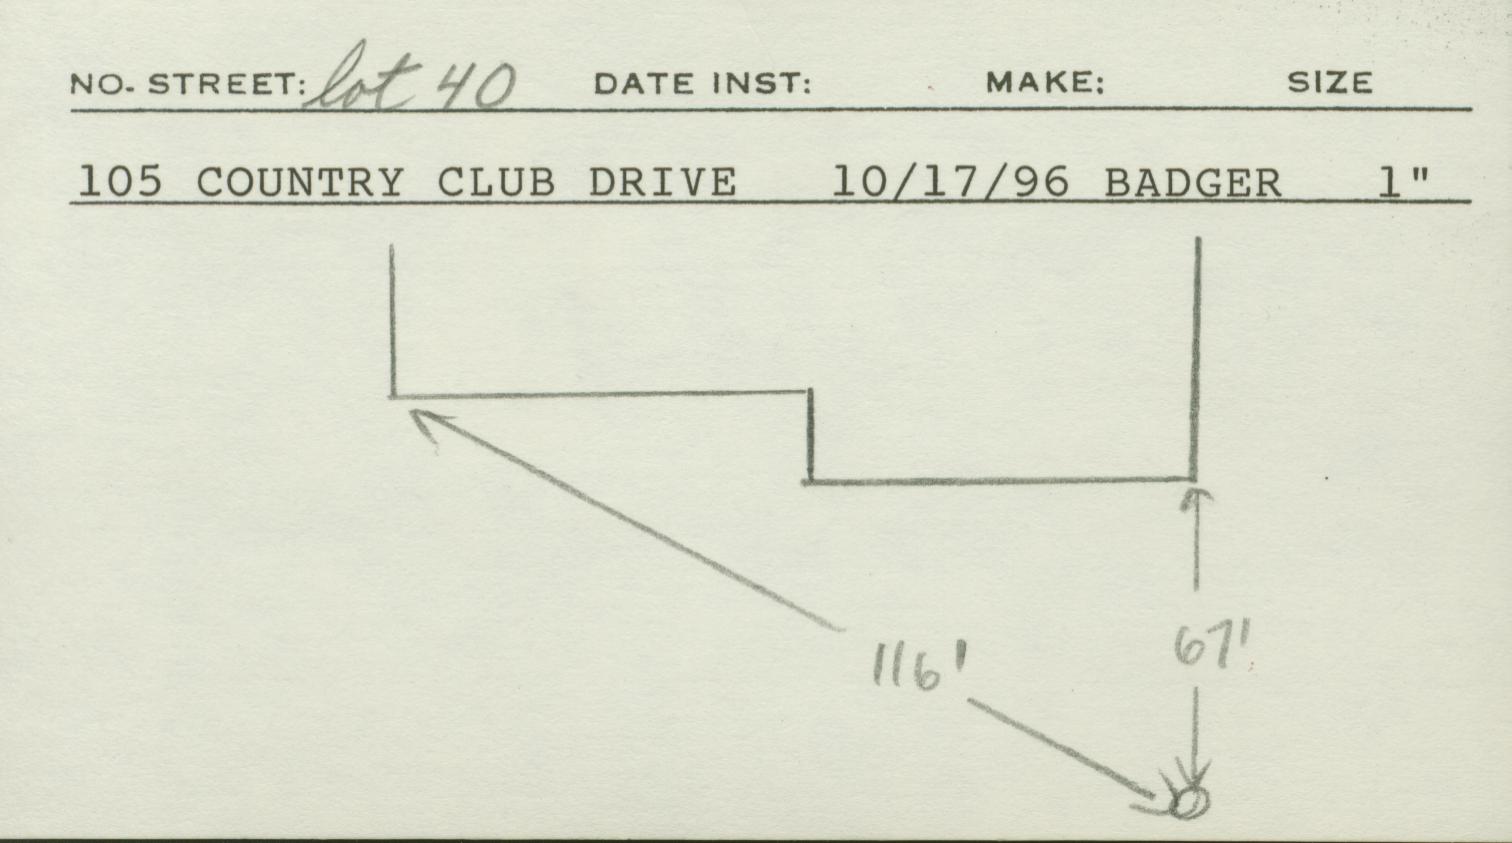 NO. STREET: lot 40 DATE INST: MAKE: SIZE
105 COUNTRY CLUB DRIVE 10/17/96 BADGER 1"
116'
67'